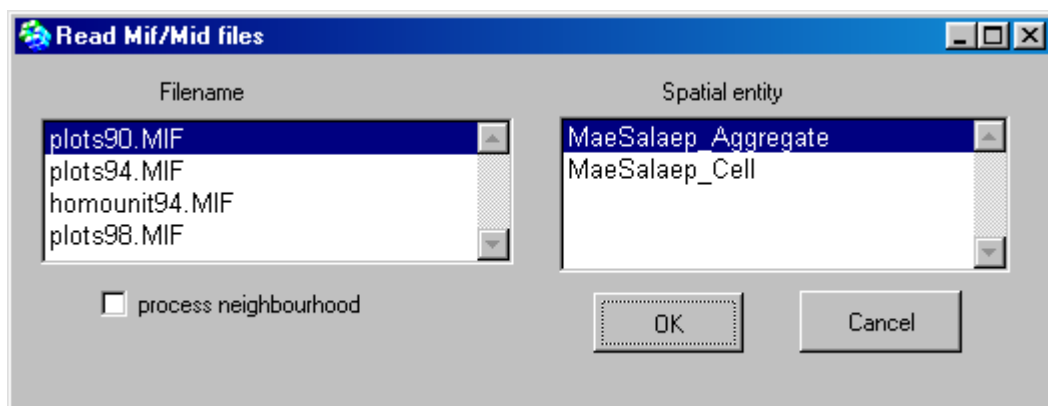 Read Mif/Mid files
Filename
plots90.MIF
plots94.MIF
homounit94.MIF
plots98.MIF
process neighbourhood
Spatial entity
MaeSalaep_Aggregate
MaeSalaep_Cell
OK
Cancel